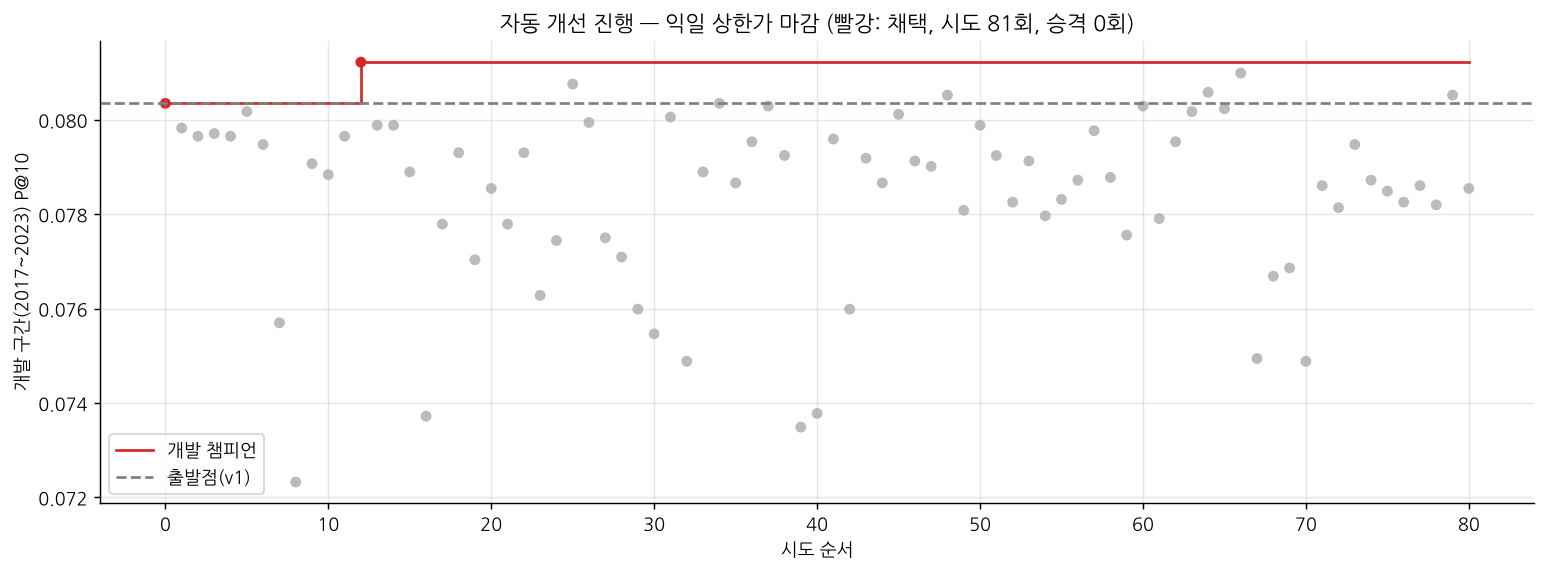 자동 개선 진행 — 익일 상한가 마감 (빨강: 채택, 시도 81회, 승격 0회)
개발 구간(2017~2023) P@10
0.080
0.078
0.076
0.074
0.072
개발 챔피언
출발점(v1)
0 10 20 30 40 50 60 70 80
시도 순서